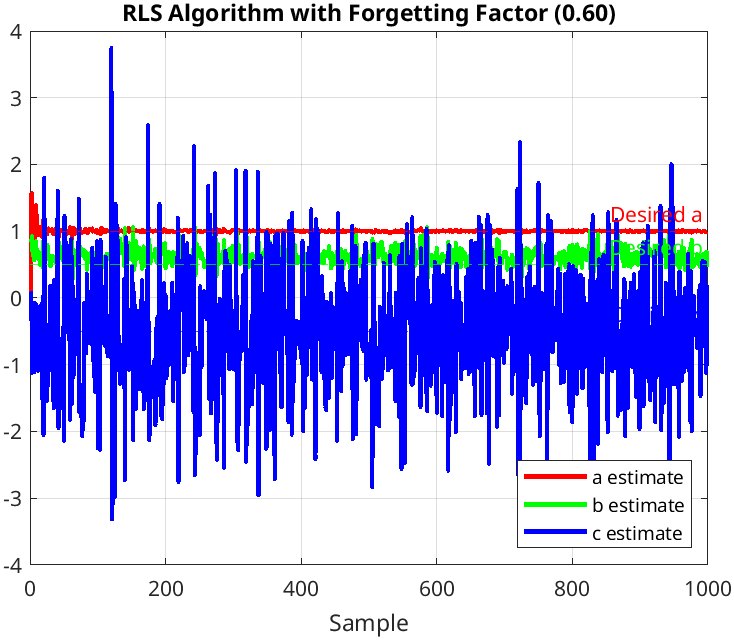 RLS Algorithm with Forgetting Factor (0.60)
4
3
2
1
0
-1
-2
-3
-4
Desired a
Desired b
a estimate
b estimate
c estimate
0
200
400
600
800
1000
Sample